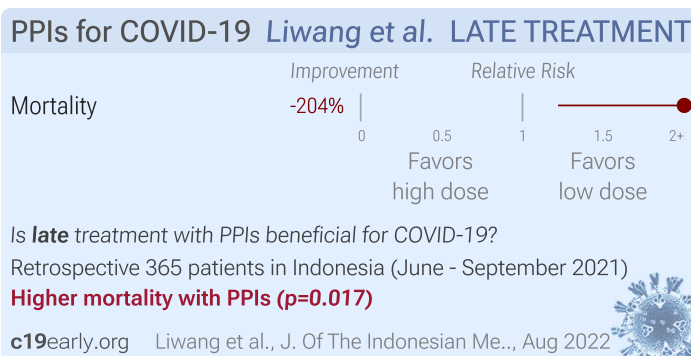 PPIs for COVID-19 Liwang et al. LATE TREATMENT
Improvement Relative Risk
Mortality -204%
0 0.5 1 1.5 2+
Favors high dose Favors low dose
Is late treatment with PPIs beneficial for COVID-19?
Retrospective 365 patients in Indonesia (June - September 2021)
Higher mortality with PPIs (p=0.017)
c19early.org Liwang et al., J. Of The Indonesian Me.., Aug 2022